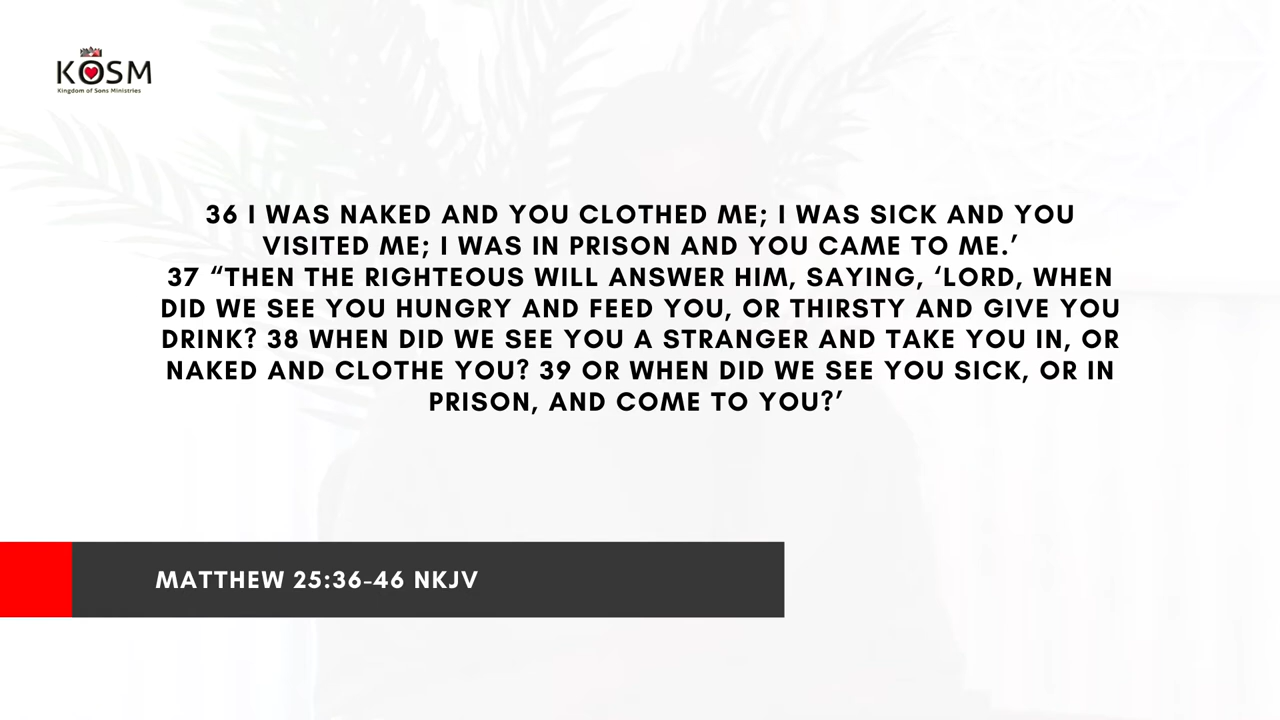 KOSM
Kingdom of Sons Ministries
36 I WAS NAKED AND YOU CLOTHED ME; I WAS SICK AND YOU
VISITED ME; I WAS IN PRISON AND YOU CAME TO ME.’
37 “THEN THE RIGHTEOUS WILL ANSWER HIM, SAYING, ‘LORD, WHEN
DID WE SEE YOU HUNGRY AND FEED YOU, OR THIRSTY AND GIVE YOU
DRINK? 38 WHEN DID WE SEE YOU A STRANGER AND TAKE YOU IN, OR
NAKED AND CLOTHE YOU? 39 OR WHEN DID WE SEE YOU SICK, OR IN
PRISON, AND COME TO YOU?’
MATTHEW 25:36-46 NKJV